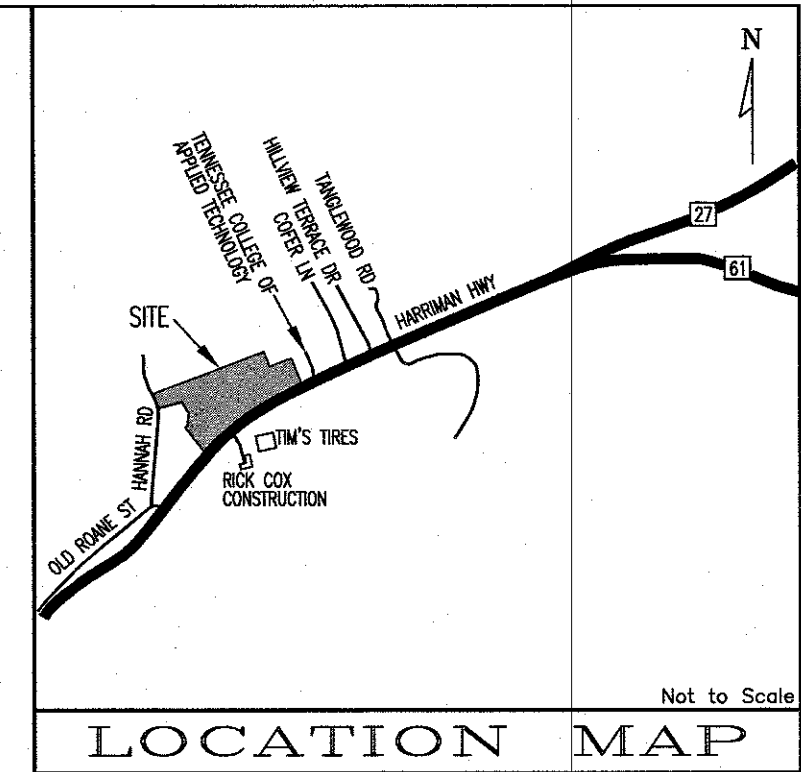 N
27
61
TENNESSEE COLLEGE OF
APPLIED TECHNOLOGY
HILLVIEW TERRACE DR
COFER LN
TANGLEWOOD RD
HARRIMAN HWY
SITE
HANNAH RD
TIM'S TIRES
RICK COX
CONSTRUCTION
OLD ROANE ST
Not to Scale
LOCATION MAP